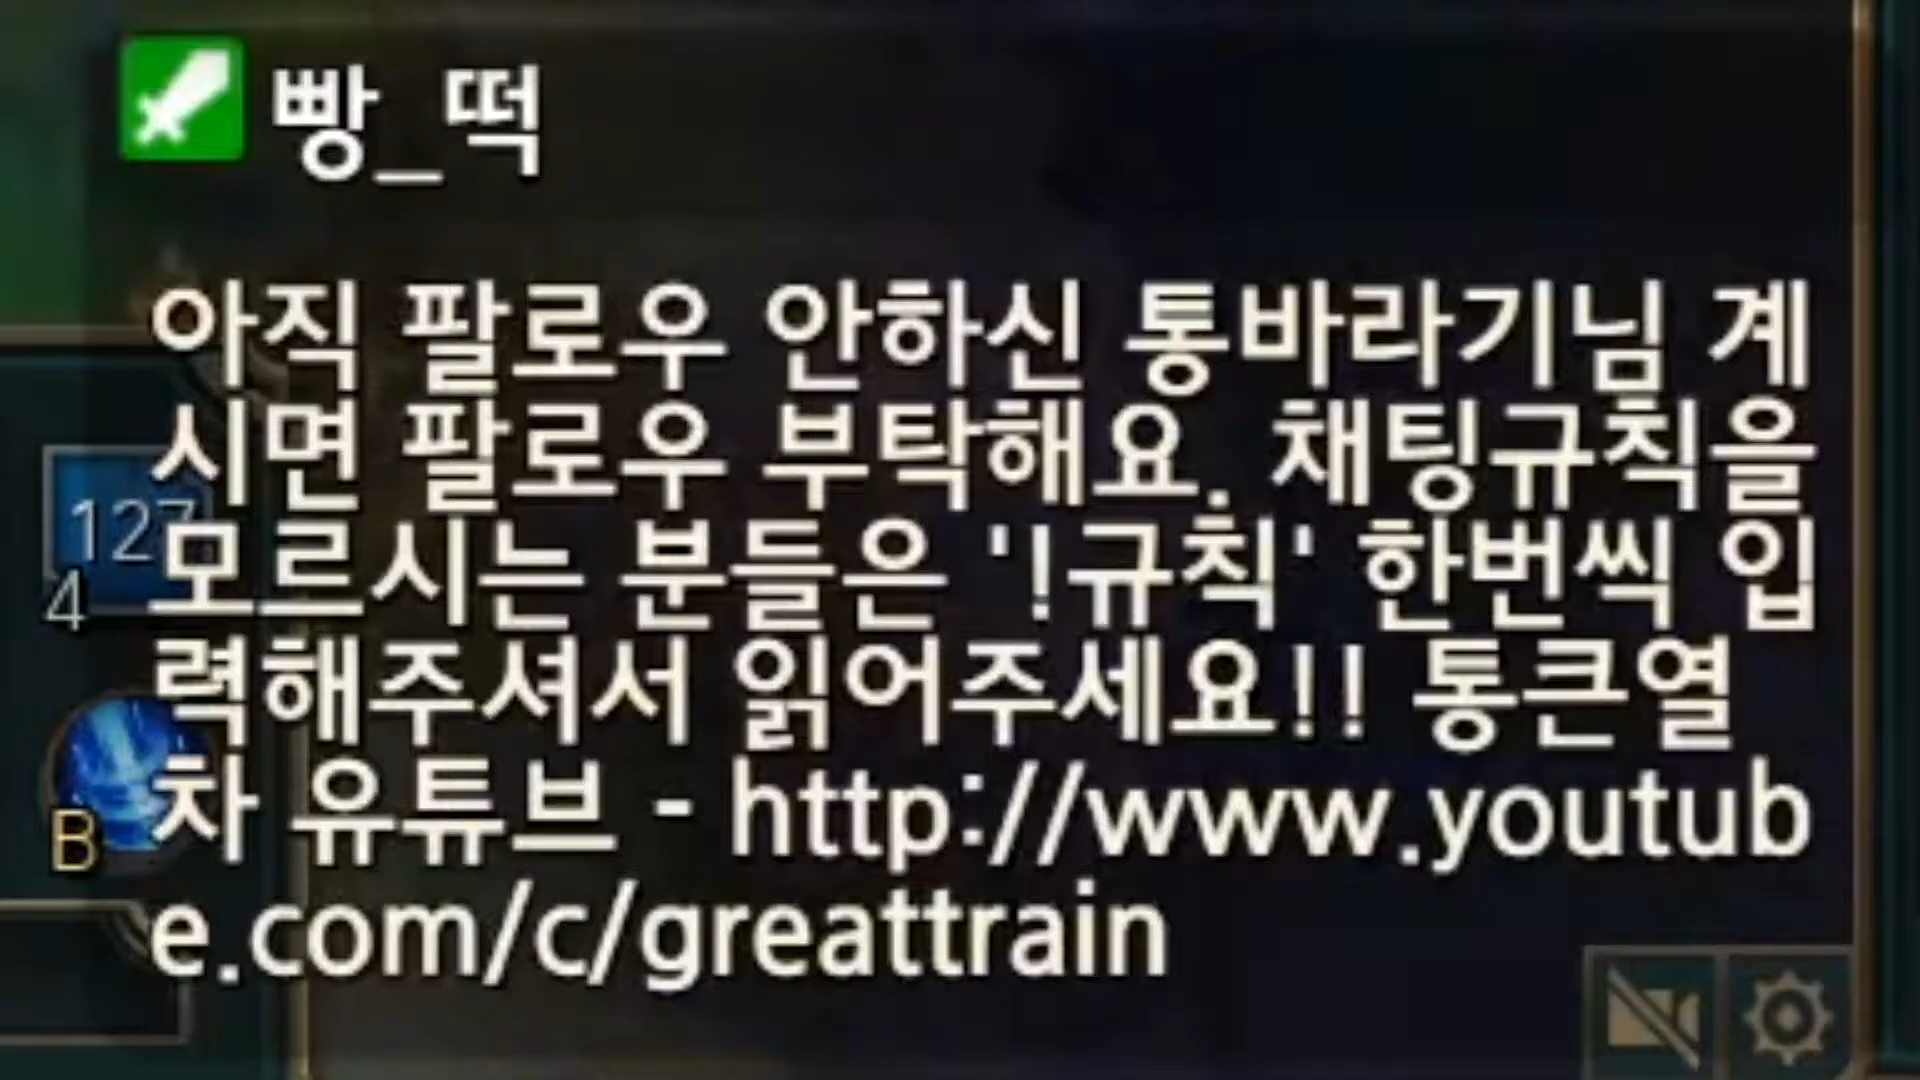 빵_떡
아직 팔로우 안하신 통바라기님 계
시면 팔로우 부탁해요. 채팅규칙을
모르시는 분들은 '!규칙' 한번씩 입
력해주셔서 읽어주세요!! 통큰열
차 유튜브 - http://www.youtub
e.com/c/greattrain
127
4
B